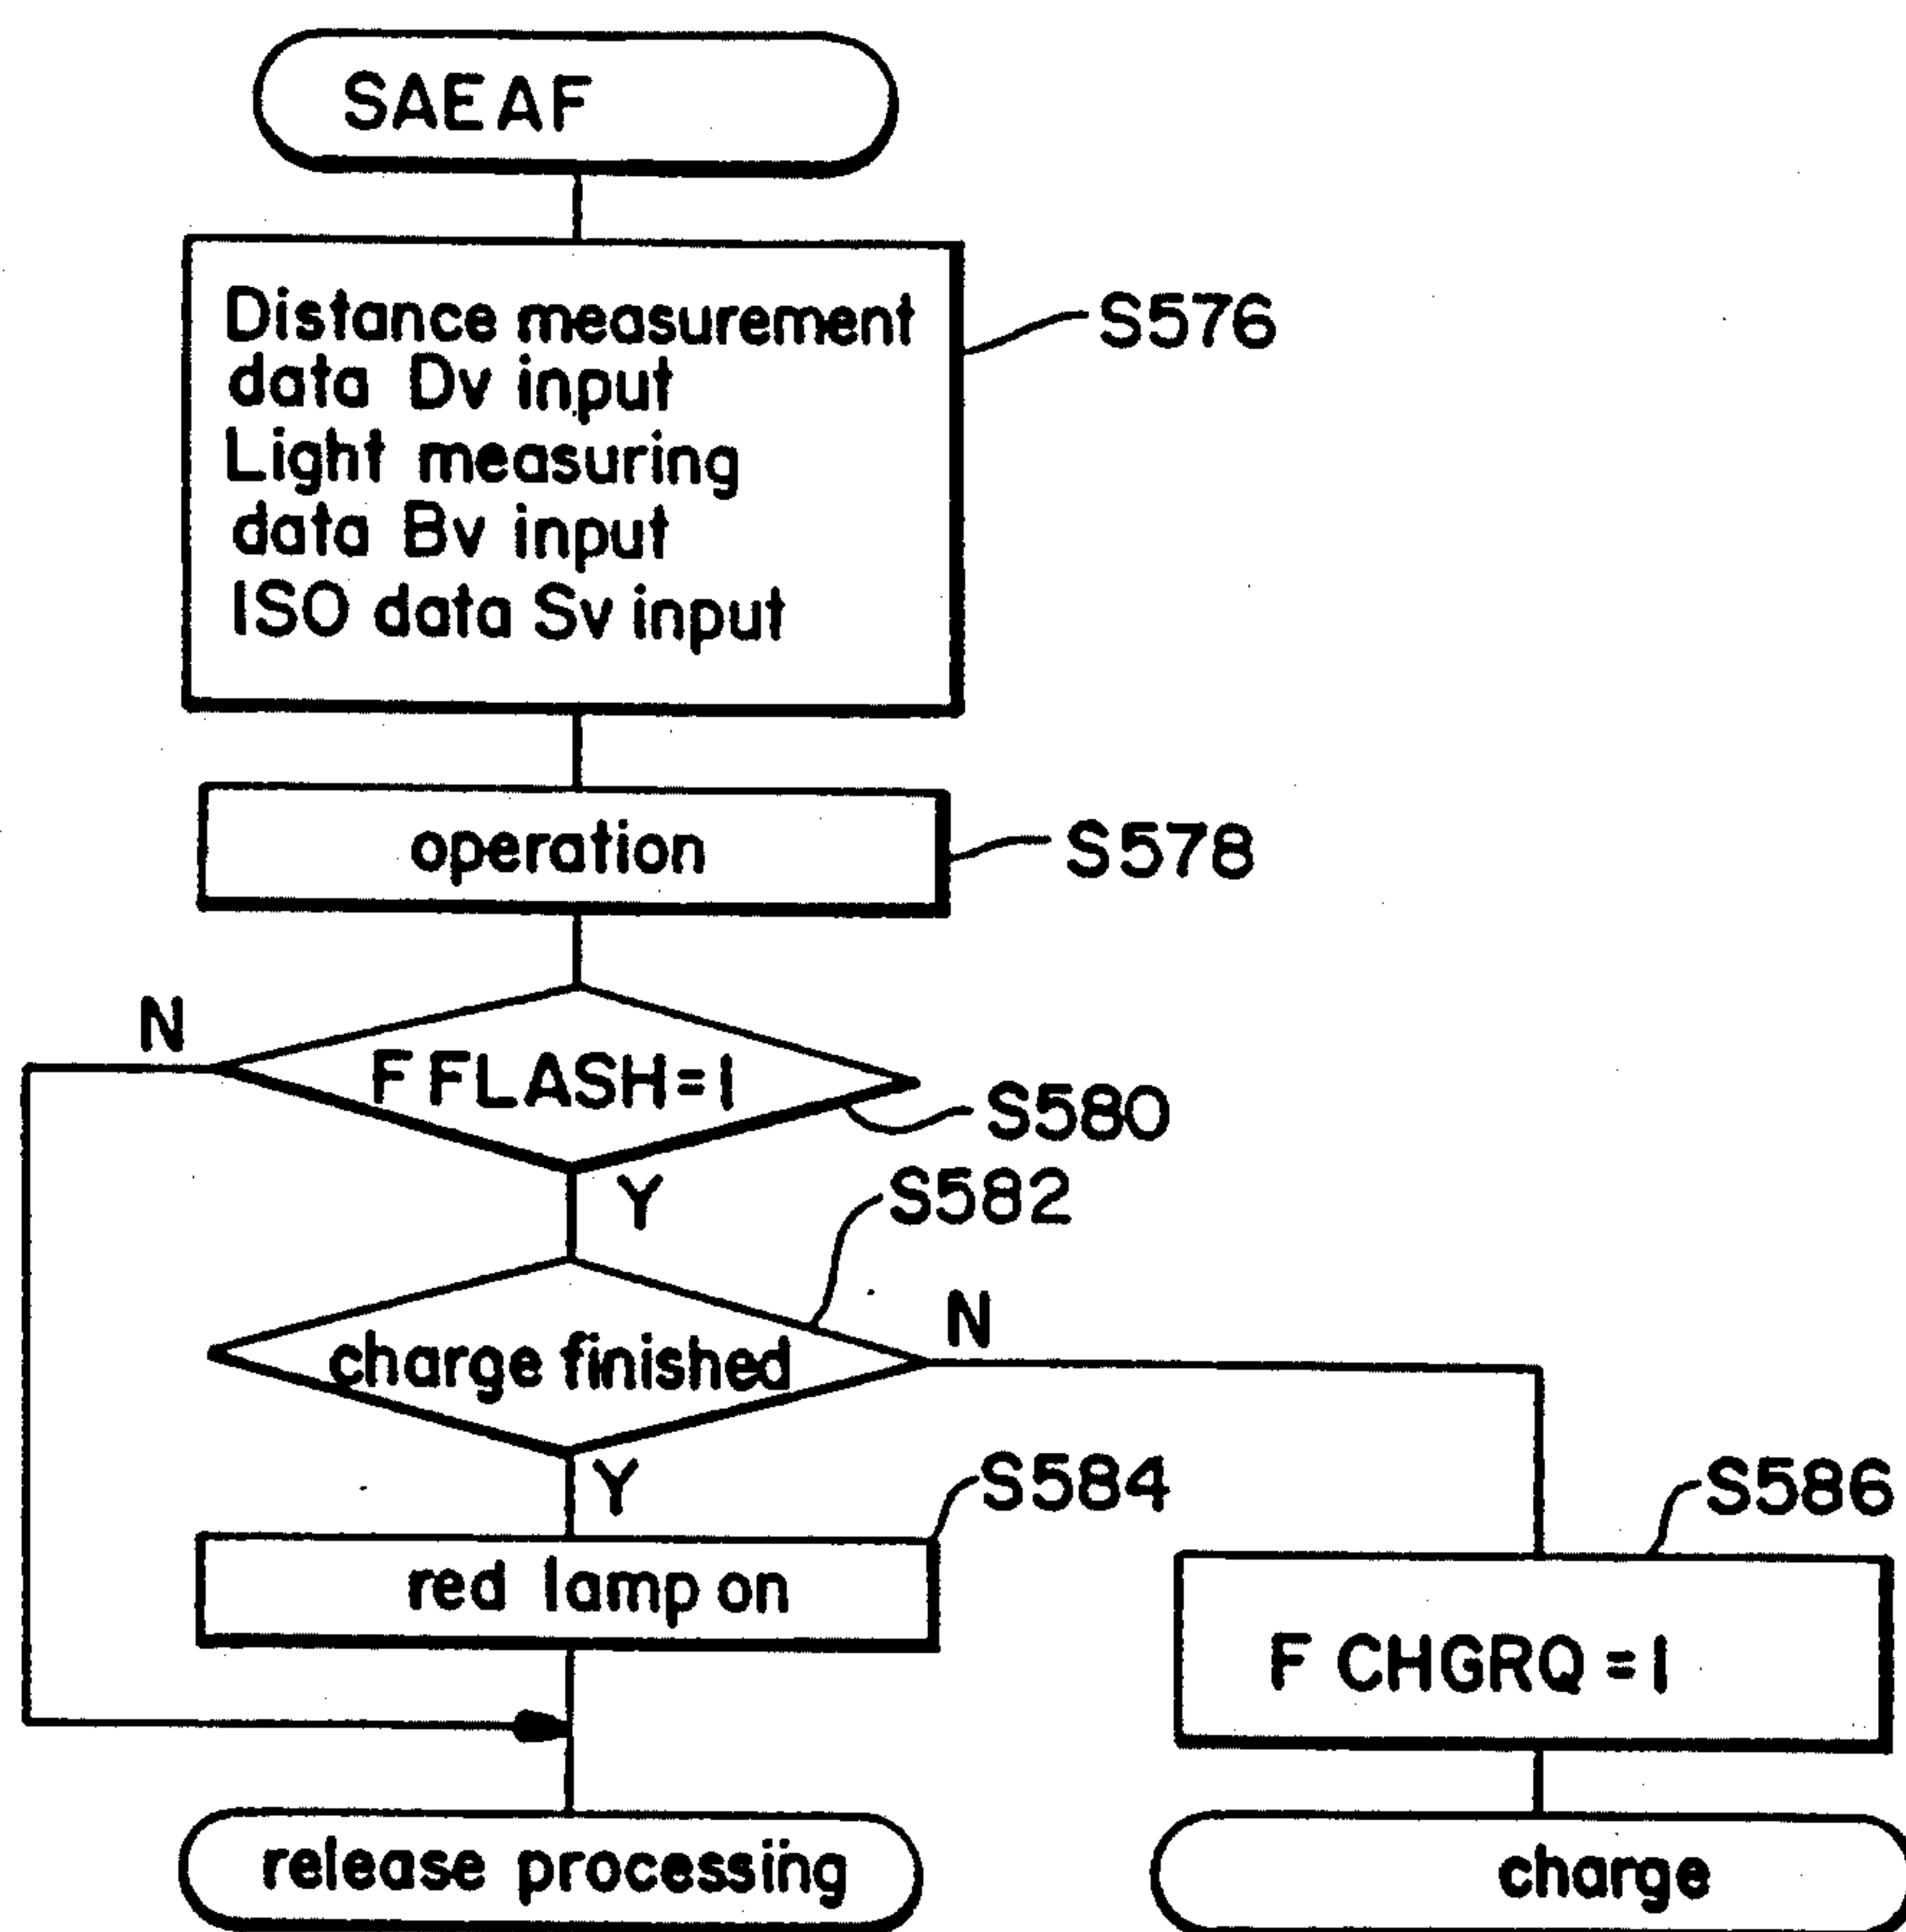 SAEAF
Distance measurement
data Dv input
Light measuring
data Bv input
ISO data Sv input
S576
operation
S578
N
F FLASH=1
S580
Y
S582
charge finished
N
Y
S584
red lamp on
S586
F CHGRQ=1
release processiing
charge